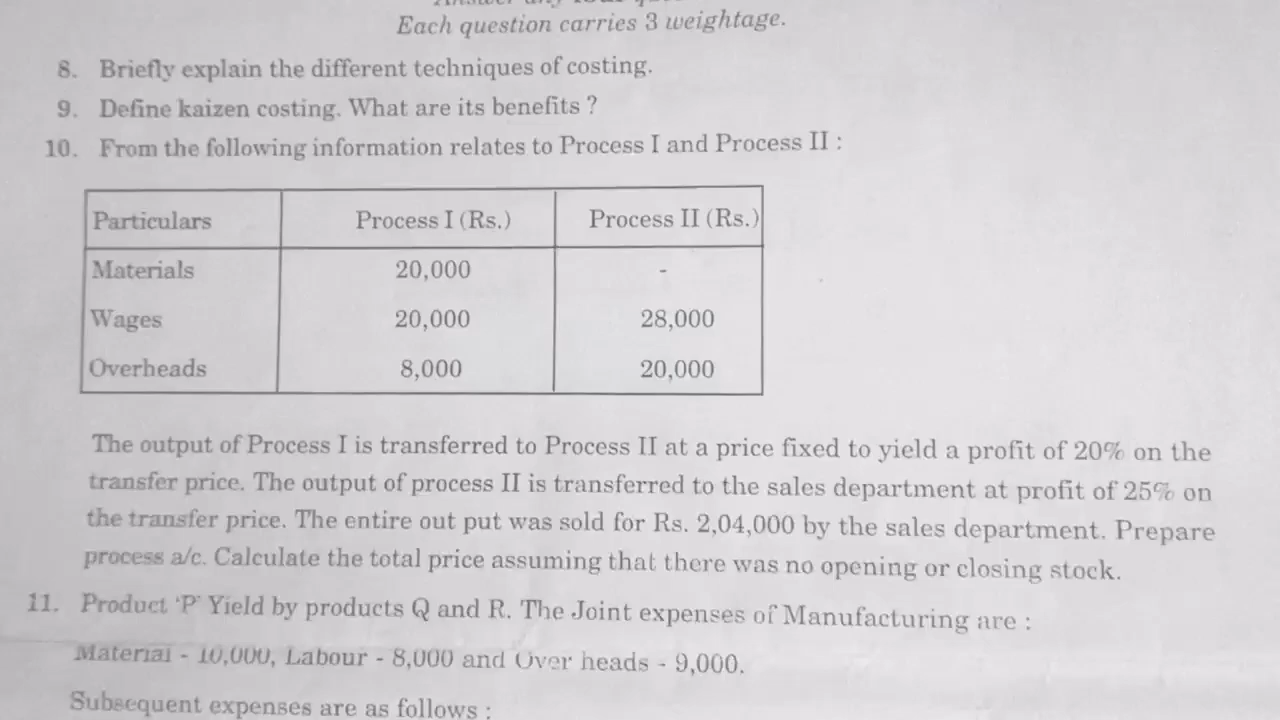 Each question carries 3 weightage.
8. Briefly explain the different techniques of costing.
9. Define kaizen costing. What are its benefits ?
10. From the following information relates to Process I and Process II :
Particulars Process I (Rs.) Process II (Rs.)
Materials 20,000 -
Wages 20,000 28,000
Overheads 8,000 20,000
The output of Process I is transferred to Process II at a price fixed to yield a profit of 20% on the
transfer price. The output of process II is transferred to the sales department at profit of 25% on
the transfer price. The entire out put was sold for Rs. 2,04,000 by the sales department. Prepare
process a/c. Calculate the total price assuming that there was no opening or closing stock.
11. Product 'P' Yield by products Q and R. The Joint expenses of Manufacturing are :
Material - 10,000, Labour - 8,000 and Over heads - 9,000.
Subsequent expenses are as follows :